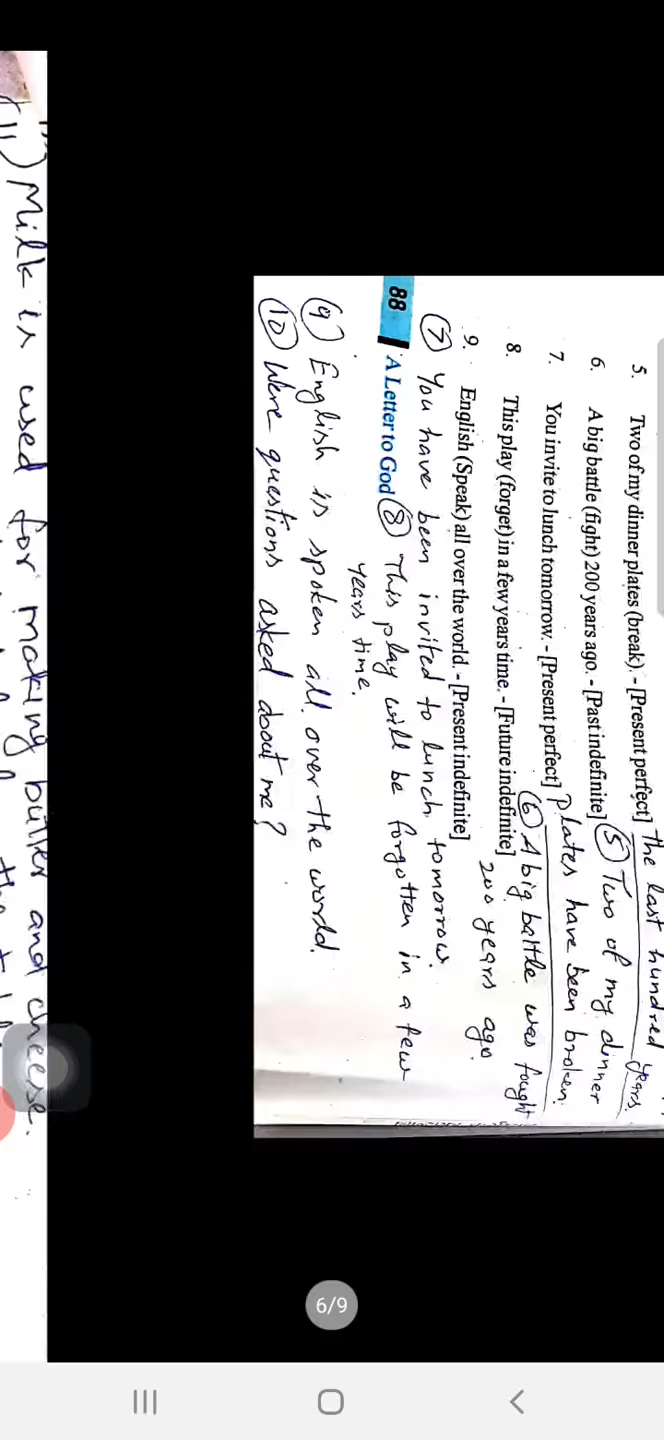 the last hundred years.
5. Two of my dinner plates (break). - [Present perfect]
6. A big battle (fight) 200 years ago. - [Past indefinite]
7. You invite to lunch tomorrow. - [Present perfect]
8. This play (forget) in a few years time. - [Future indefinite]
9. English (Speak) all over the world. - [Present indefinite]
5 Two of my dinner
plates have been broken.
6 A big battle was fought
200 years ago.
7 You have been invited to lunch tomorrow.
88 A Letter to God
8 This play will be forgotten in a few
years time.
9 English is spoken all over the world.
10 Were questions asked about me?
11) Milk is used for making butter and cheese.
6/9